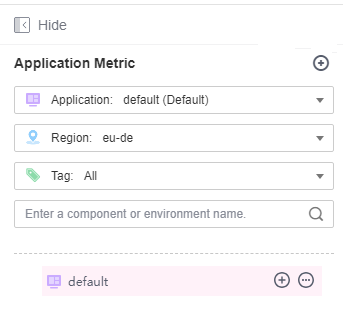 Hide
Application Metric
Application: default (Default)
Region: eu-de
Tag: All
Enter a component or environment name.
default